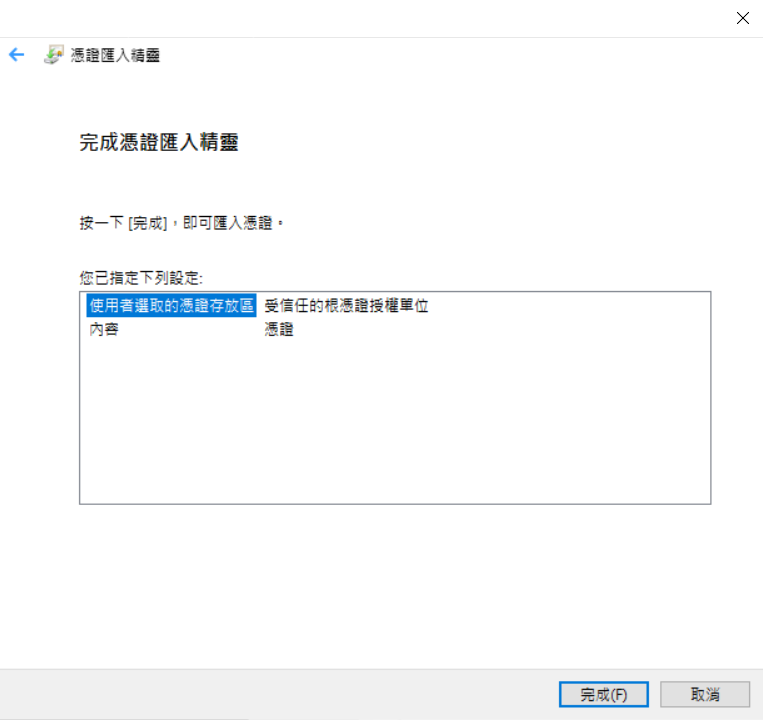 憑證匯入精靈
完成憑證匯入精靈
按一下 [完成],即可匯入憑證。
您已指定下列設定:
使用者選取的憑證存放區 受信任的根憑證授權單位
內容 憑證
完成(F) 取消